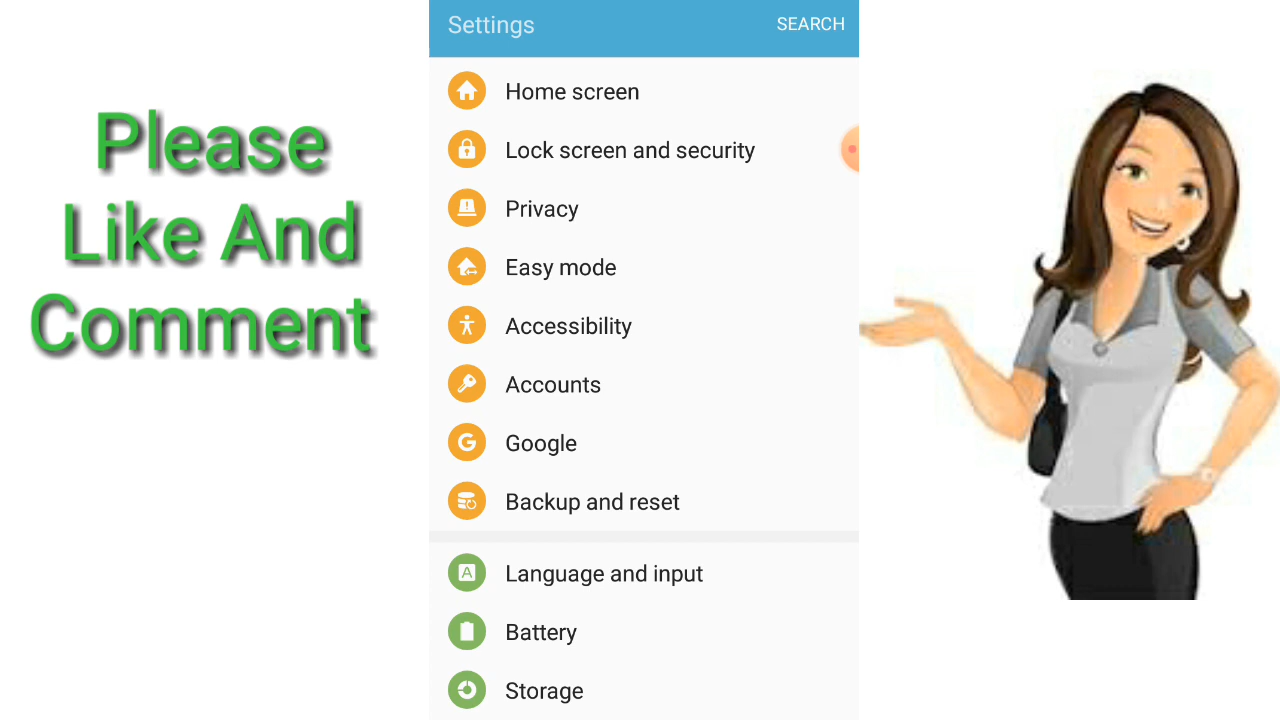 Please
Like And
Comment
Settings
SEARCH
Home screen
Lock screen and security
Privacy
Easy mode
Accessibility
Accounts
Google
Backup and reset
Language and input
Battery
Storage